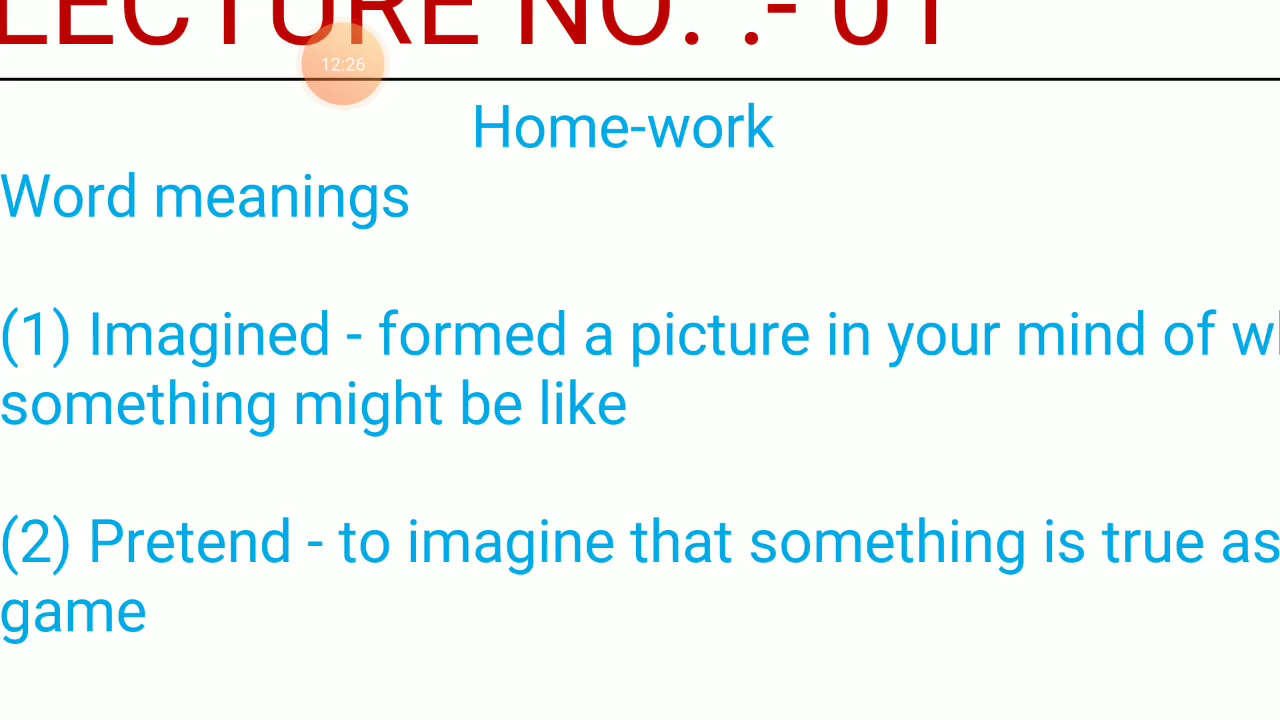 LECTURE NO. :- 01
12:26
Home-work
Word meanings
(1) Imagined - formed a picture in your mind of
something might be like
(2) Pretend - to imagine that something is true as
game